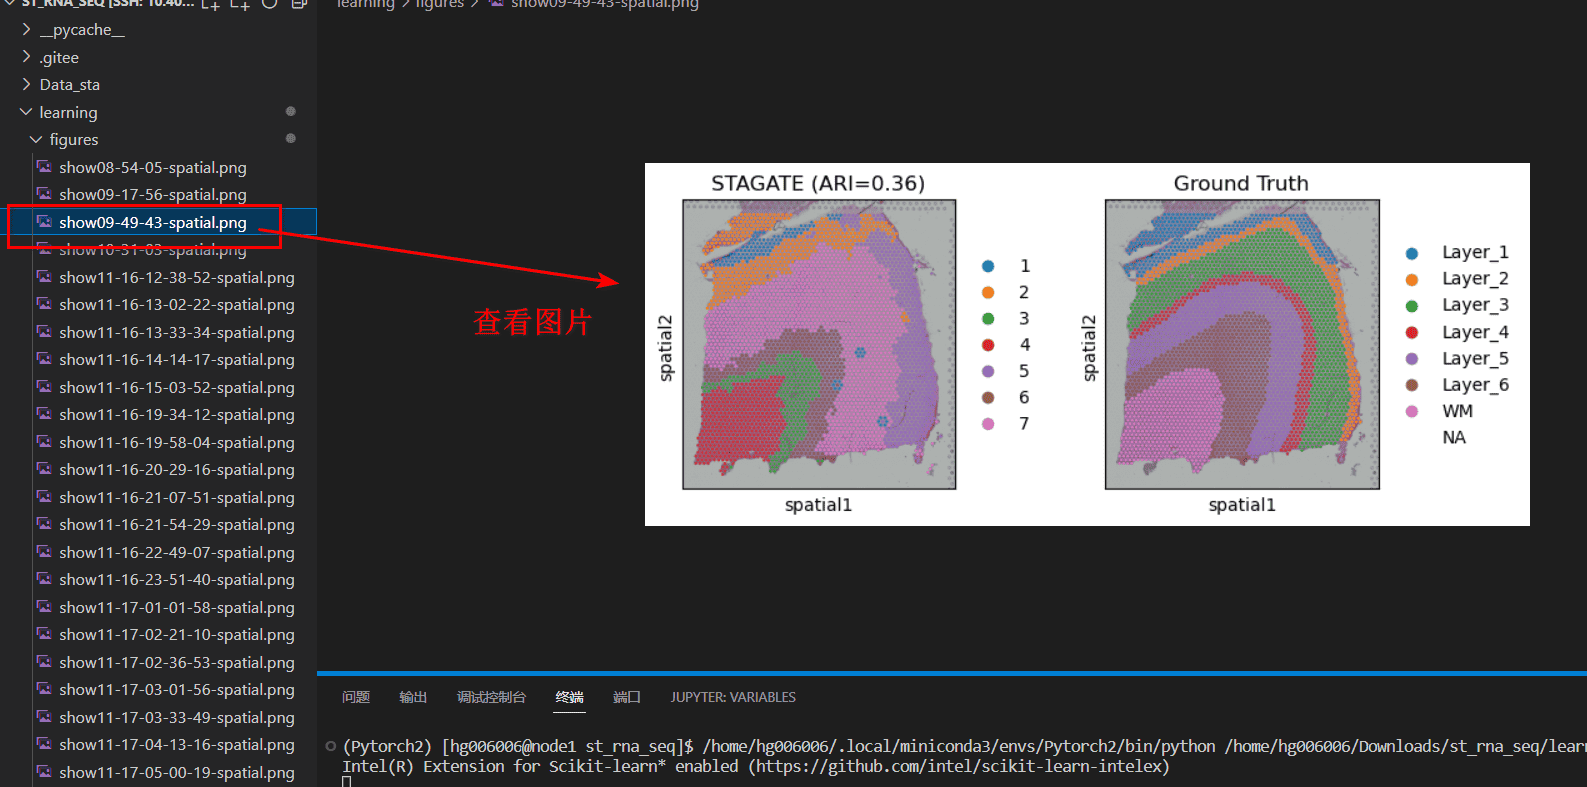 ST_RNA_SEQ [SSH: 10.40...
__pycache__
.gitee
Data_sta
learning
figures
show08-54-05-spatial.png
show09-17-56-spatial.png
show09-49-43-spatial.png
show10-31-03-spatial.png
show11-16-12-38-52-spatial.png
show11-16-13-02-22-spatial.png
show11-16-13-33-34-spatial.png
show11-16-14-14-17-spatial.png
show11-16-15-03-52-spatial.png
show11-16-19-34-12-spatial.png
show11-16-19-58-04-spatial.png
show11-16-20-29-16-spatial.png
show11-16-21-07-51-spatial.png
show11-16-21-54-29-spatial.png
show11-16-22-49-07-spatial.png
show11-16-23-51-40-spatial.png
show11-17-01-01-58-spatial.png
show11-17-02-21-10-spatial.png
show11-17-02-36-53-spatial.png
show11-17-03-01-56-spatial.png
show11-17-03-33-49-spatial.png
show11-17-04-13-16-spatial.png
show11-17-05-00-19-spatial.png
learning > figures > show09-49-43-spatial.png
查看图片
STAGATE (ARI=0.36)
spatial2
spatial1
1
2
3
4
5
6
7
Ground Truth
spatial2
spatial1
Layer_1
Layer_2
Layer_3
Layer_4
Layer_5
Layer_6
WM
NA
问题 输出 调试控制台 终端 端口 JUPYTER: VARIABLES
(Pytorch2) [hg006006@node1 st_rna_seq]$ /home/hg006006/.local/miniconda3/envs/Pytorch2/bin/python /home/hg006006/Downloads/st_rna_seq/lear
Intel(R) Extension for Scikit-learn* enabled (https://github.com/intel/scikit-learn-intelex)